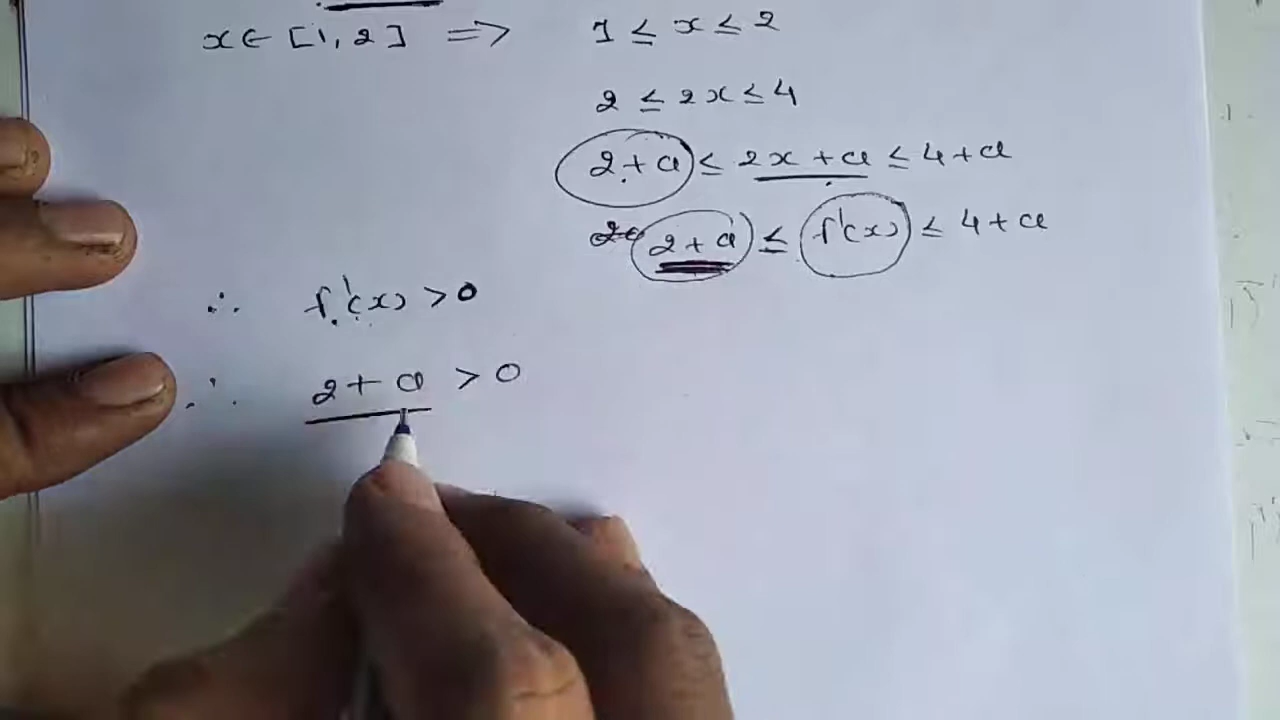 x ∈ [1, 2] ⟹ 1 ≤ x ≤ 2
2 ≤ 2x ≤ 4
2 + a ≤ 2x + a ≤ 4 + a
2 + a ≤ f'(x) ≤ 4 + a
∴ f'(x) > 0
∴ 2 + a > 0